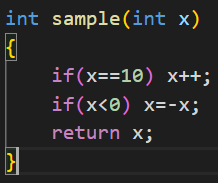 int sample(int x)
{
    if(x==10) x++;
    if(x<0) x=-x;
    return x;
}